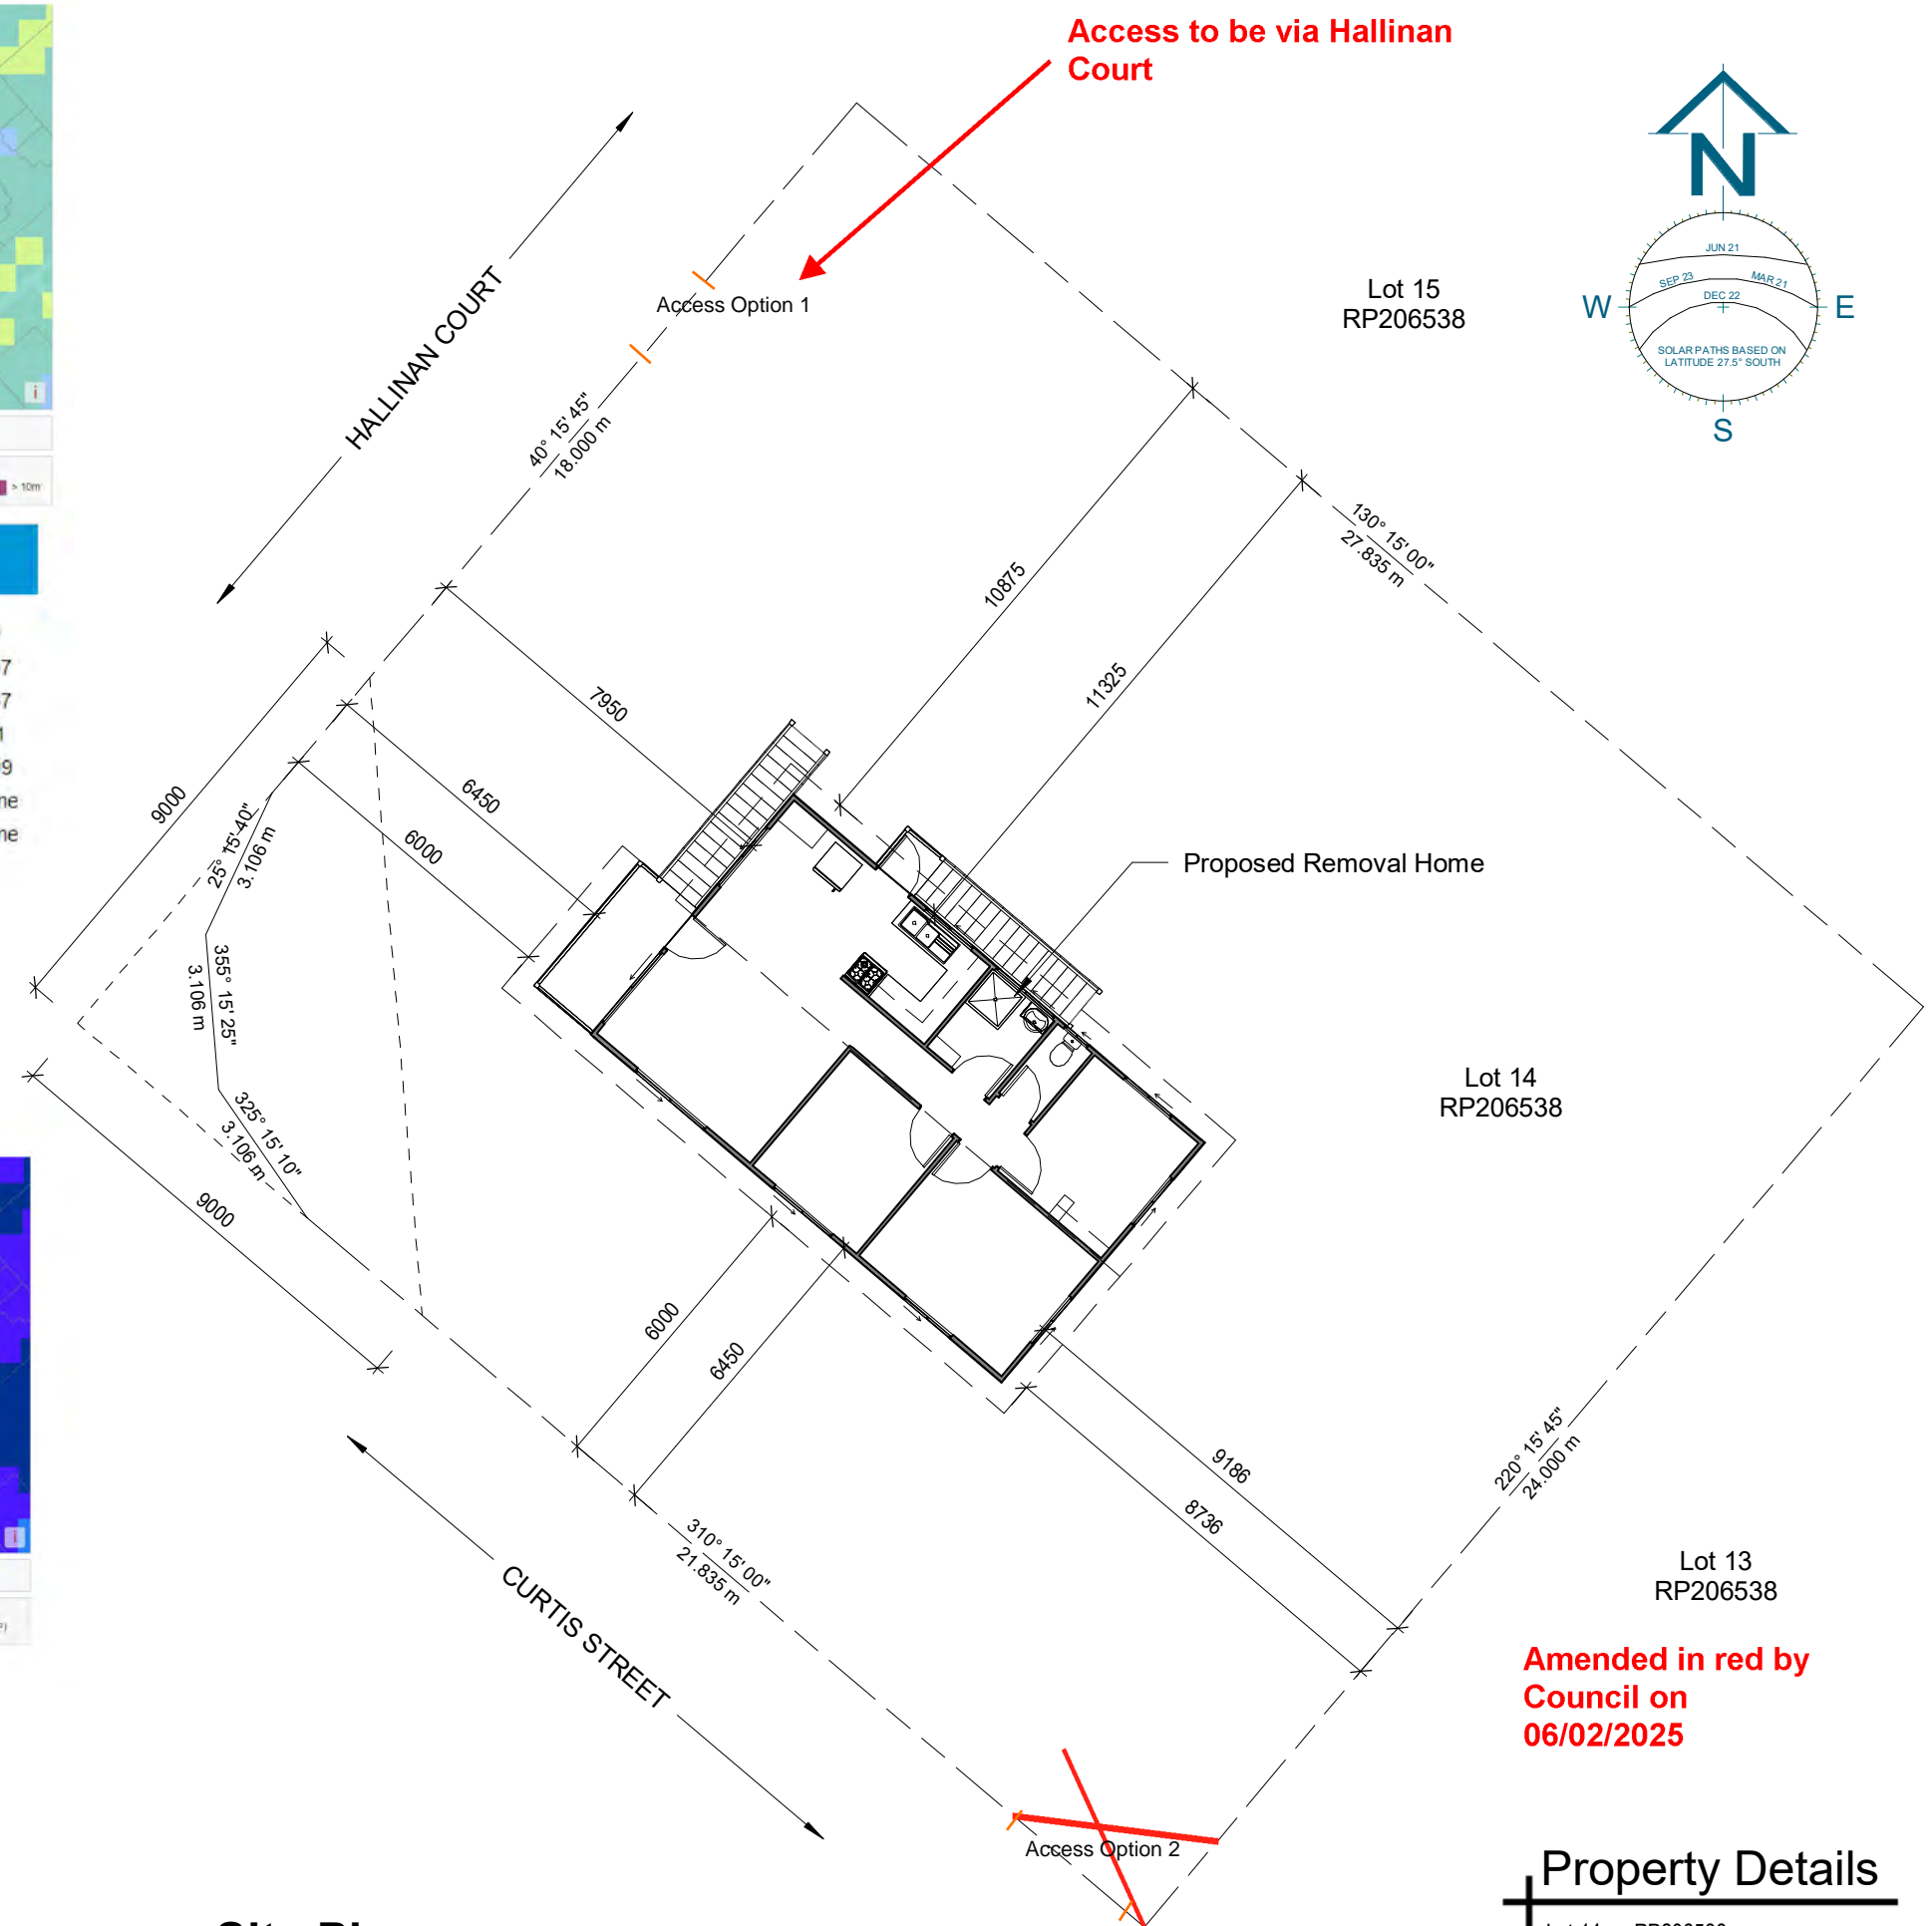 Access to be via Hallinan
Court
N
JUN 21
SEP 23
MAR 21
DEC 22
W
E
SOLAR PATHS BASED ON
LATITUDE 27.5° SOUTH
S
Lot 15
RP206538
Access Option 1
HALLINAN COURT
40° 15' 45"
18.000 m
i
> 10m
130° 15' 00"
27.835 m
10875
11325
7950
6450
6000
9000
25° 15' 40"
3.106 m
355° 15' 25"
3.106 m
325° 15' 10"
3.106 m
9000
Proposed Removal Home
Lot 14
RP206538
6000
6450
9186
8736
220° 15' 45"
24.000 m
310° 15' 00"
21.835 m
CURTIS STREET
i
Lot 13
RP206538
Amended in red by
Council on
06/02/2025
Access Option 2
Property Details